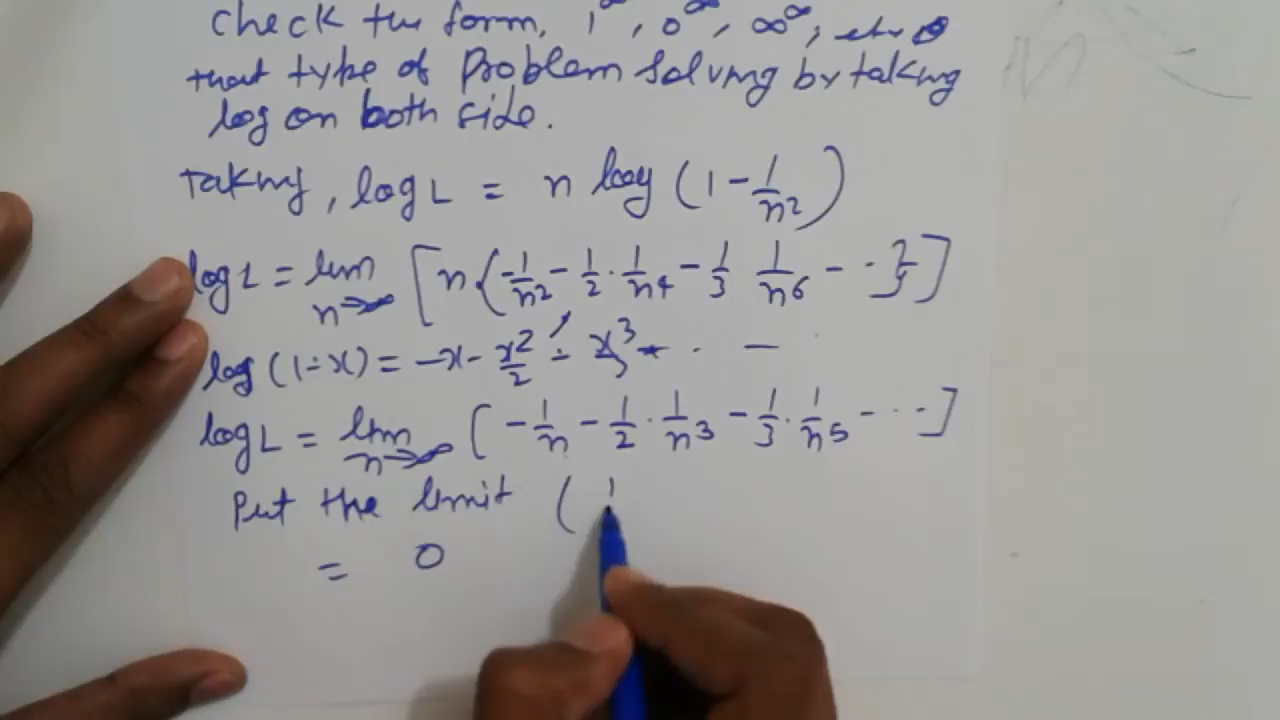 check the form, 1^∞, 0^∞, ∞^∞, etc
that type of problem solving by taking
log on both side.
Taking, log L = n log (1 - 1/n²)
log L = lim n→∞ [n{-1/n² - 1/2 · 1/n⁴ - 1/3 1/n⁶ - ··}]
log (1-x) = -x - x²/2 - x³/3 - · · —
log L = lim n→∞ [-1/n - 1/2 · 1/n³ - 1/3 · 1/n⁵ - ···]
Put the limit ( 1
= 0